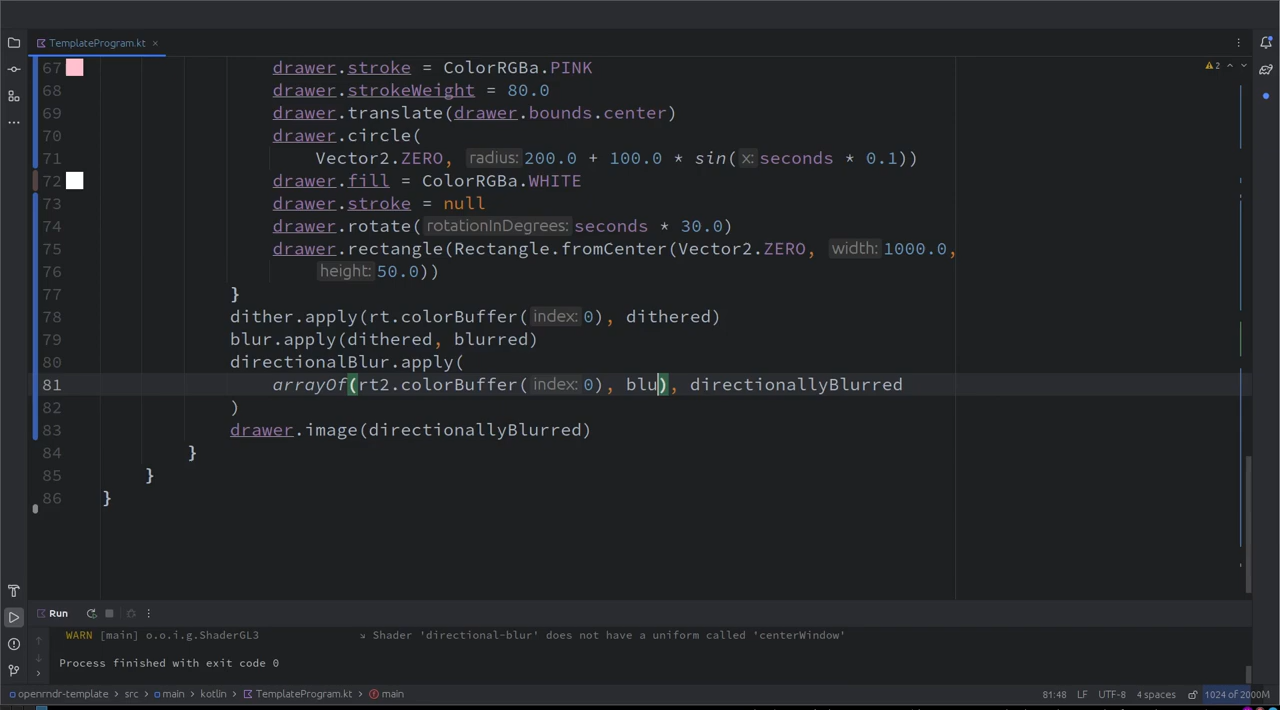 TemplateProgram.kt ×
67 drawer.stroke = ColorRGBa.PINK
68 drawer.strokeWeight = 80.0
69 drawer.translate(drawer.bounds.center)
70 drawer.circle(
71 Vector2.ZERO, radius: 200.0 + 100.0 * sin( x: seconds * 0.1))
72 drawer.fill = ColorRGBa.WHITE
73 drawer.stroke = null
74 drawer.rotate( rotationInDegrees: seconds * 30.0)
75 drawer.rectangle(Rectangle.fromCenter(Vector2.ZERO, width: 1000.0,
76 height: 50.0))
77 }
78 dither.apply(rt.colorBuffer( index: 0), dithered)
79 blur.apply(dithered, blurred)
80 directionalBlur.apply(
81 arrayOf(rt2.colorBuffer( index: 0), blu), directionallyBlurred
82 )
83 drawer.image(directionallyBlurred)
84 }
85 }
86 }
2
Run
WARN [main] o.o.i.g.ShaderGL3 ↘ Shader 'directional-blur' does not have a uniform called 'centerWindow'
Process finished with exit code 0
openrndr-template > src > main > kotlin > TemplateProgram.kt > main 81:48 LF UTF-8 4 spaces 1024 of 2000M